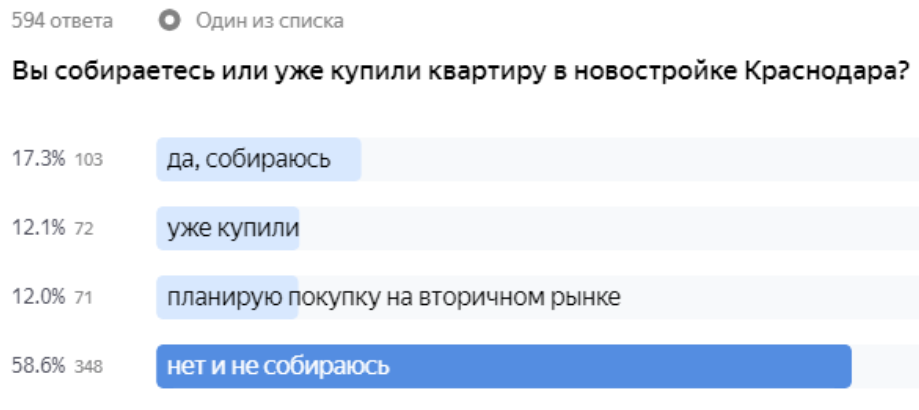 594 ответа Один из списка
Вы собираетесь или уже купили квартиру в новостройке Краснодара?
17.3% 103 да, собираюсь
12.1% 72 уже купили
12.0% 71 планирую покупку на вторичном рынке
58.6% 348 нет и не собираюсь